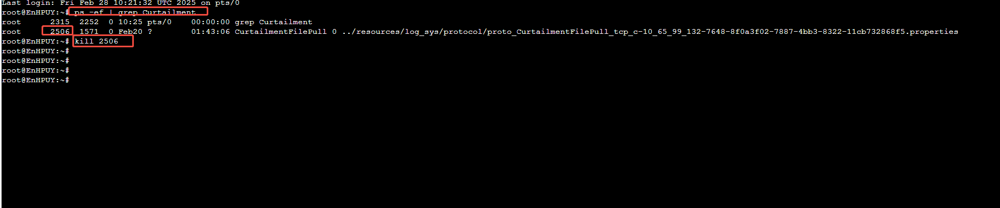 Last login: Fri Feb 28 10:21:32 UTC 2025 on pts/0
root@EnHPUY:~# ps -ef | grep Curtailment
root      2315  2252  0 10:25 pts/0    00:00:00 grep Curtailment
root      2506  1571  0 Feb20 ?        01:43:06 CurtailmentFilePull 0 ../resources/log_sys/protocol/proto_CurtailmentFilePull_tcp_c-10_65_99_132-7648-8f0a3f02-7887-4bb3-8322-11cb732868f5.properties
root@EnHPUY:~# kill 2506
root@EnHPUY:~#
root@EnHPUY:~#
root@EnHPUY:~#
root@EnHPUY:~#